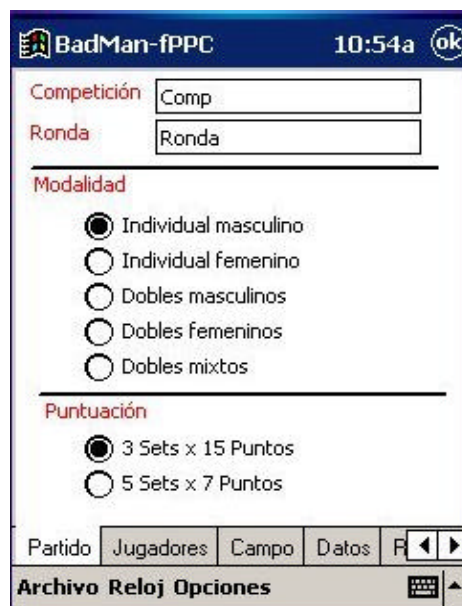 BadMan-fPPC 10:54a ok
Competición Comp
Ronda Ronda
Modalidad
Individual masculino
Individual femenino
Dobles masculinos
Dobles femeninos
Dobles mixtos
Puntuación
3 Sets x 15 Puntos
5 Sets x 7 Puntos
Partido Jugadores Campo Datos
Archivo Reloj Opciones